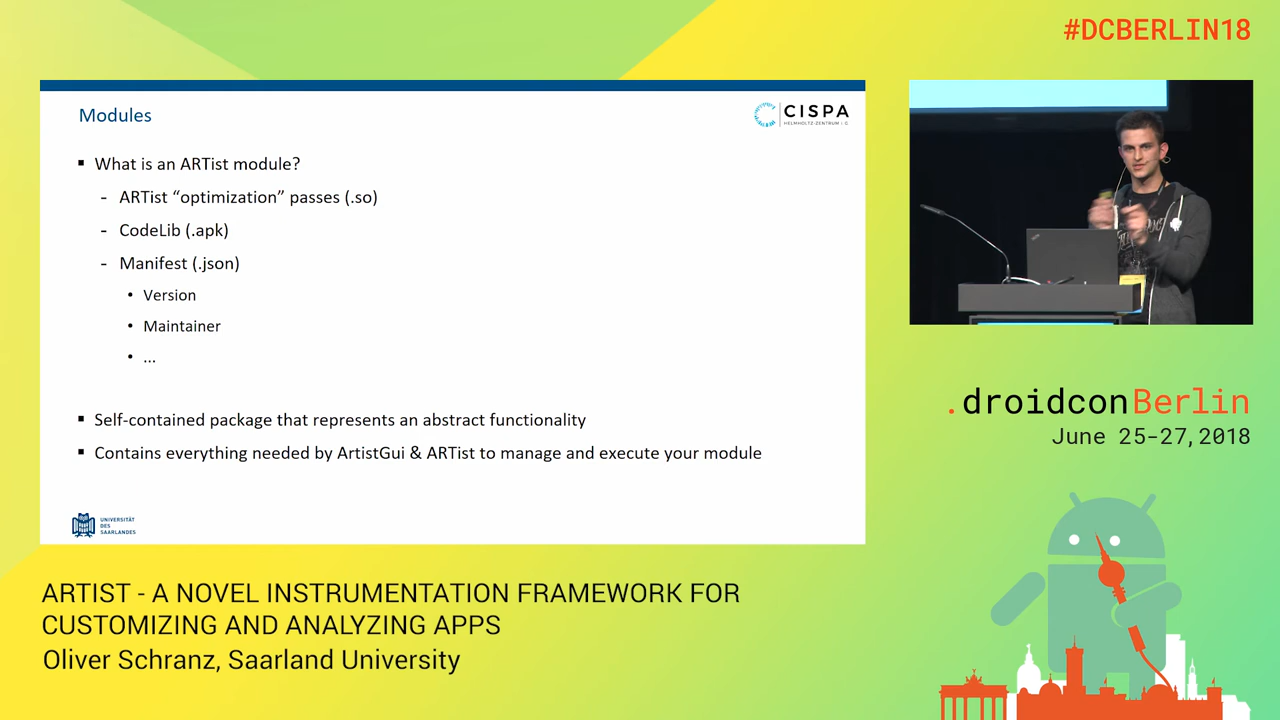 #DCBERLIN18
Modules
CISPA
HELMHOLTZ-ZENTRUM i. G.
▪ What is an ARTist module?
- ARTist “optimization” passes (.so)
- CodeLib (.apk)
- Manifest (.json)
• Version
• Maintainer
• ...
▪ Self-contained package that represents an abstract functionality
▪ Contains everything needed by ArtistGui & ARTist to manage and execute your module
UNIVERSITÄT
DES
SAARLANDES
.droidconBerlin
June 25-27, 2018
ARTIST - A NOVEL INSTRUMENTATION FRAMEWORK FOR
CUSTOMIZING AND ANALYZING APPS
Oliver Schranz, Saarland University